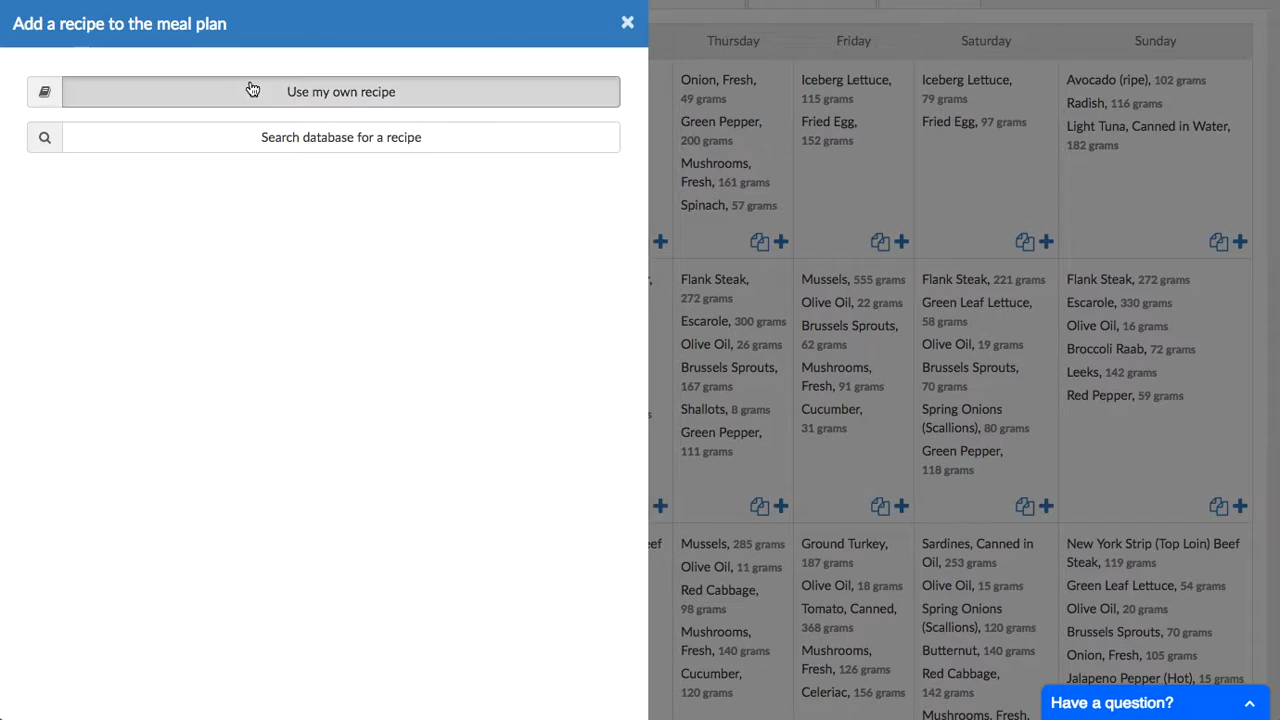 Add a recipe to the meal plan
×
Use my own recipe
Search database for a recipe
Thursday
Friday
Saturday
Sunday
Onion, Fresh,
49 grams
Green Pepper,
200 grams
Mushrooms,
Fresh, 161 grams
Spinach, 57 grams
Iceberg Lettuce,
115 grams
Fried Egg,
152 grams
Iceberg Lettuce,
79 grams
Fried Egg, 97 grams
Avocado (ripe), 102 grams
Radish, 116 grams
Light Tuna, Canned in Water,
182 grams
Flank Steak,
272 grams
Escarole, 300 grams
Olive Oil, 26 grams
Brussels Sprouts,
167 grams
Shallots, 8 grams
Green Pepper,
111 grams
Mussels, 555 grams
Olive Oil, 22 grams
Brussels Sprouts,
62 grams
Mushrooms,
Fresh, 91 grams
Cucumber,
31 grams
Flank Steak, 221 grams
Green Leaf Lettuce,
58 grams
Olive Oil, 19 grams
Brussels Sprouts,
70 grams
Spring Onions
(Scallions), 80 grams
Green Pepper,
118 grams
Flank Steak, 272 grams
Escarole, 330 grams
Olive Oil, 16 grams
Broccoli Raab, 72 grams
Leeks, 142 grams
Red Pepper, 59 grams
eef
Mussels, 285 grams
Olive Oil, 11 grams
Red Cabbage,
98 grams
Mushrooms,
Fresh, 140 grams
Cucumber,
120 grams
Ground Turkey,
187 grams
Olive Oil, 18 grams
Tomato, Canned,
368 grams
Mushrooms,
Fresh, 126 grams
Celeriac, 156 grams
Sardines, Canned in
Oil, 253 grams
Olive Oil, 15 grams
Spring Onions
(Scallions), 120 grams
Butternut, 140 grams
Red Cabbage,
142 grams
Mushrooms, Fresh,
New York Strip (Top Loin) Beef
Steak, 119 grams
Green Leaf Lettuce, 54 grams
Olive Oil, 20 grams
Brussels Sprouts, 70 grams
Onion, Fresh, 105 grams
Jalapeno Pepper (Hot), 15 grams
Have a question?